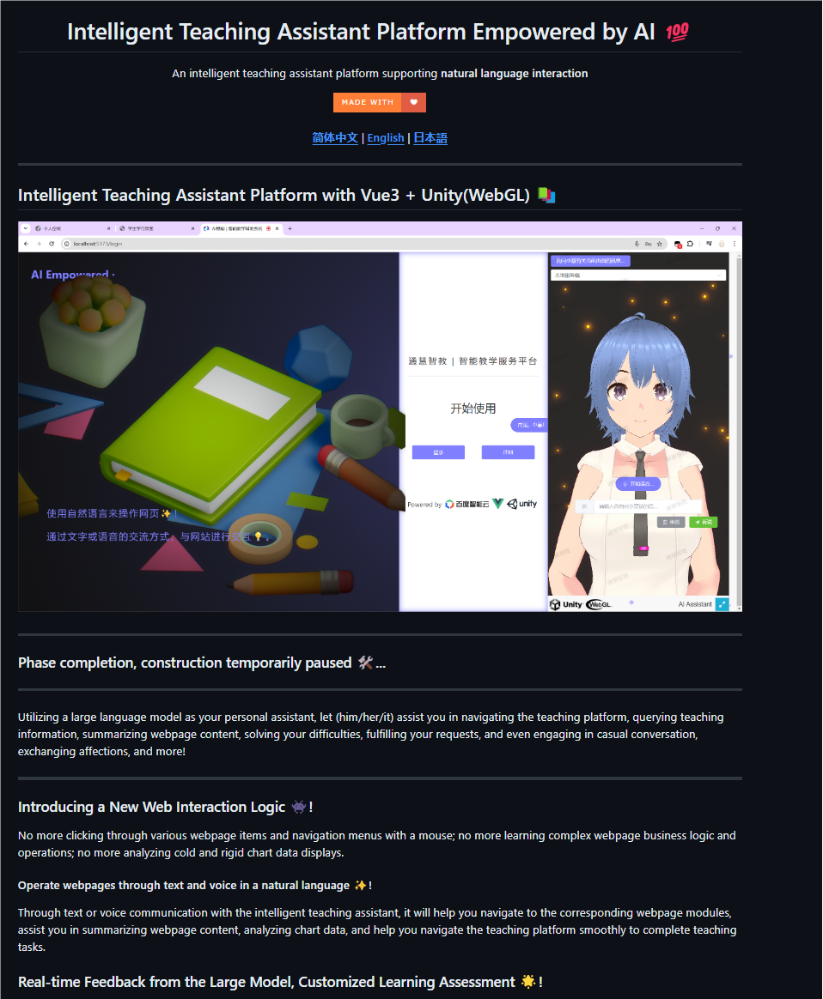 Intelligent Teaching Assistant Platform Empowered by AI 💯
An intelligent teaching assistant platform supporting natural language interaction
MADE WITH ❤
简体中文 | English | 日本語
Intelligent Teaching Assistant Platform with Vue3 + Unity(WebGL) 📚
个人空间
localhost:5173/login
AI Empowered ·
本地服务端
通慧智教 | 智能教学服务平台
开始使用
登录
注册
Powered by 百度智能云 unity
使用自然语言来操作网页✨!
通过文字或语音的交流方式，与网站进行交互💡。
Unity WebGL. AI Assistant
Phase completion, construction temporarily paused 🛠️...
Utilizing a large language model as your personal assistant, let (him/her/it) assist you in navigating the teaching platform, querying teaching
information, summarizing webpage content, solving your difficulties, fulfilling your requests, and even engaging in casual conversation,
exchanging affections, and more!
Introducing a New Web Interaction Logic 👾!
No more clicking through various webpage items and navigation menus with a mouse; no more learning complex webpage business logic and
operations; no more analyzing cold and rigid chart data displays.
Operate webpages through text and voice in a natural language ✨!
Through text or voice communication with the intelligent teaching assistant, it will help you navigate to the corresponding webpage modules,
assist you in summarizing webpage content, analyzing chart data, and help you navigate the teaching platform smoothly to complete teaching
tasks.
Real-time Feedback from the Large Model, Customized Learning Assessment 🌟!